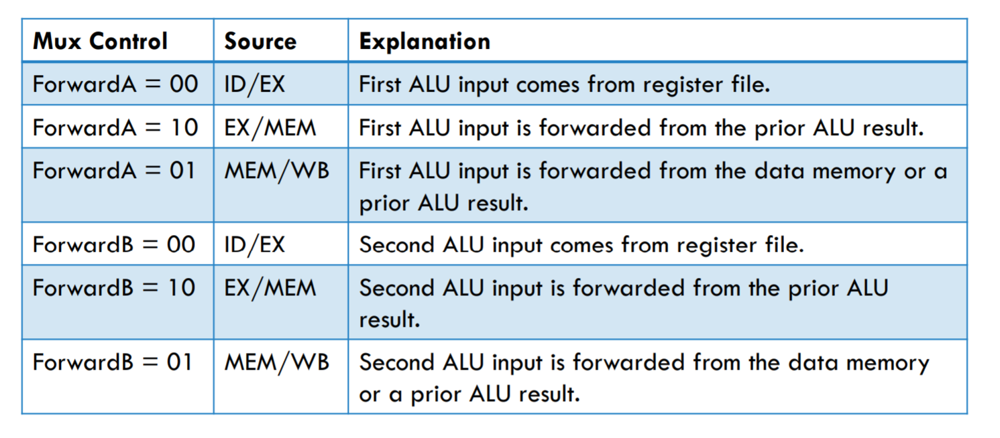 Mux Control Source Explanation
ForwardA = 00 ID/EX First ALU input comes from register file.
ForwardA = 10 EX/MEM First ALU input is forwarded from the prior ALU result.
ForwardA = 01 MEM/WB First ALU input is forwarded from the data memory or a
prior ALU result.
ForwardB = 00 ID/EX Second ALU input comes from register file.
ForwardB = 10 EX/MEM Second ALU input is forwarded from the prior ALU
result.
ForwardB = 01 MEM/WB Second ALU input is forwarded from the data memory
or a prior ALU result.